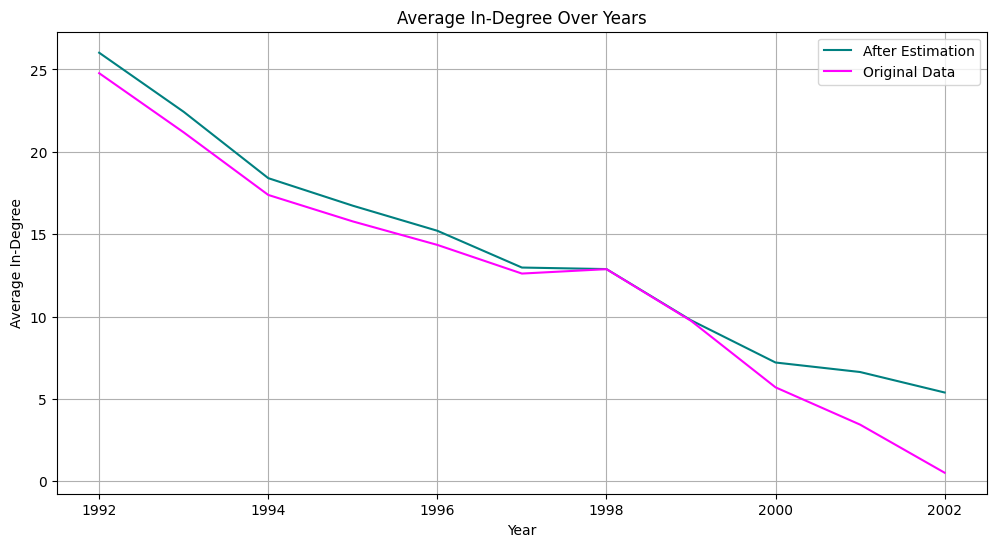 Average In-Degree Over Years
After Estimation
Original Data
Average In-Degree
25
20
15
10
5
0
1992 1994 1996 1998 2000 2002
Year